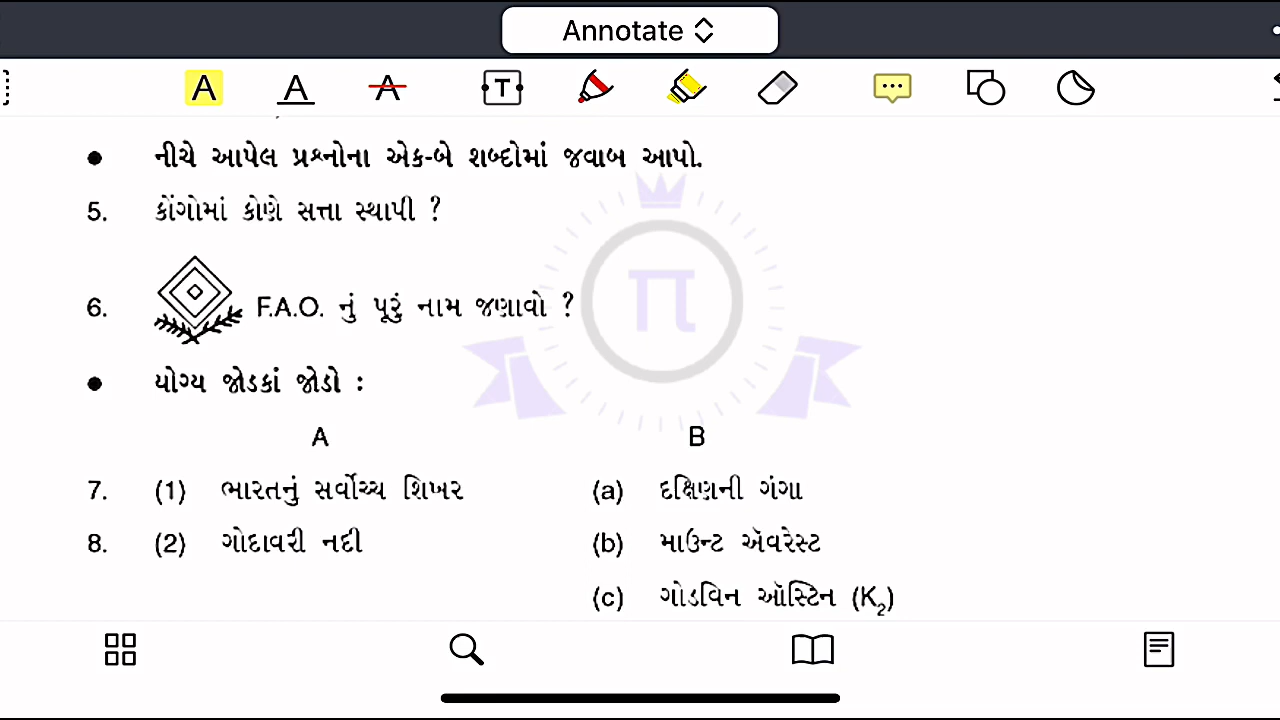 Annotate
A A A T
• નીચે આપેલ પ્રશ્નોના એક-બે શબ્દોમાં જવાબ આપો.
5. કોંગોમાં કોણે સત્તા સ્થાપી ?
6. F.A.O. નું પૂરું નામ જણાવો ?
• યોગ્ય જોડકાં જોડો :
A B
7. (1) ભારતનું સર્વોચ્ચ શિખર (a) દક્ષિણની ગંગા
8. (2) ગોદાવરી નદી (b) માઉન્ટ ઍવરેસ્ટ
(c) ગોડવિન ઑસ્ટિન (K₂)
π